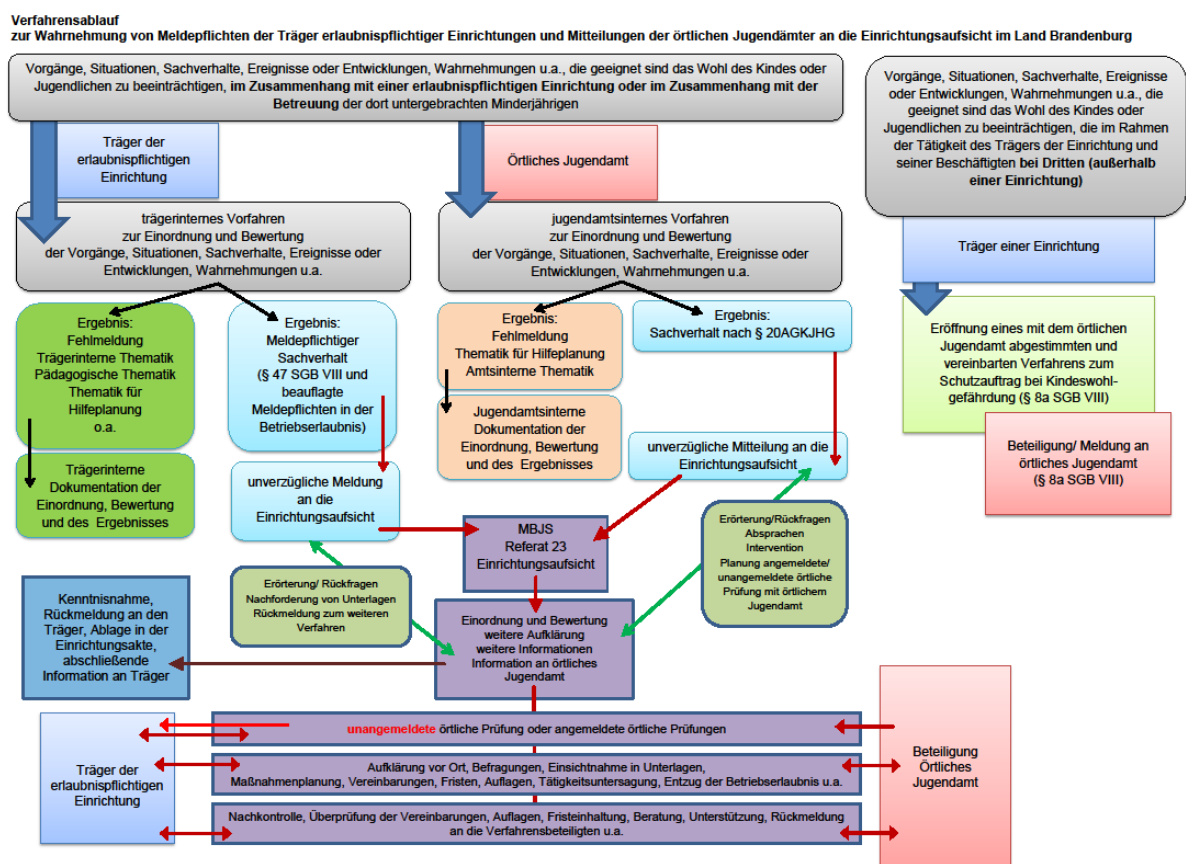 Verfahrensablauf
zur Wahrnehmung von Meldepflichten der Träger erlaubnispflichtiger Einrichtungen und Mitteilungen der örtlichen Jugendämter an die Einrichtungsaufsicht im Land Brandenburg
Vorgänge, Situationen, Sachverhalte, Ereignisse oder Entwicklungen, Wahrnehmungen u.a., die geeignet sind das Wohl des Kindes oder
Jugendlichen zu beeinträchtigen, im Zusammenhang mit einer erlaubnispflichtigen Einrichtung oder im Zusammenhang mit der
Betreuung der dort untergebrachten Minderjährigen
Vorgänge, Situationen, Sachverhalte, Ereignisse
oder Entwicklungen, Wahrnehmungen u.a., die
geeignet sind das Wohl des Kindes oder
Jugendlichen zu beeinträchtigen, die im Rahmen
der Tätigkeit des Trägers der Einrichtung und
seiner Beschäftigten bei Dritten (außerhalb
einer Einrichtung)
Träger der
erlaubnispflichtigen
Einrichtung
Örtliches Jugendamt
trägerinternes Vorfahren
zur Einordnung und Bewertung
der Vorgänge, Situationen, Sachverhalte, Ereignisse oder
Entwicklungen, Wahrnehmungen u.a.
jugendamtsinternes Vorfahren
zur Einordnung und Bewertung
der Vorgänge, Situationen, Sachverhalte, Ereignisse oder
Entwicklungen, Wahrnehmungen u.a.
Träger einer Einrichtung
Ergebnis:
Fehlmeldung
Trägerinterne Thematik
Pädagogische Thematik
Thematik für
Hilfeplanung
o.a.
Ergebnis:
Meldepflichtiger
Sachverhalt
(§ 47 SGB VIII und
beauflagte
Meldepflichten in der
Betriebserlaubnis)
Ergebnis:
Fehlmeldung
Thematik für Hilfeplanung
Amtsinterne Thematik
Ergebnis:
Sachverhalt nach § 20AGKJHG
Eröffnung eines mit dem örtlichen
Jugendamt abgestimmten und
vereinbarten Verfahrens zum
Schutzauftrag bei Kindeswohl-
gefährdung (§ 8a SGB VIII)
Beteiligung/ Meldung an
örtliches Jugendamt
(§ 8a SGB VIII)
Trägerinterne
Dokumentation der
Einordnung, Bewertung
und des Ergebnisses
unverzügliche Meldung
an die
Einrichtungsaufsicht
Jugendamtsinterne
Dokumentation der
Einordnung, Bewertung
und des Ergebnisses
unverzügliche Mitteilung an die
Einrichtungsaufsicht
MBJS
Referat 23
Einrichtungsaufsicht
Erörterung/Rückfragen
Absprachen
Intervention
Planung angemeldete/
unangemeldete örtliche
Prüfung mit örtlichem
Jugendamt
Erörterung/ Rückfragen
Nachforderung von Unterlagen
Rückmeldung zum weiteren
Verfahren
Kenntnisnahme,
Rückmeldung an den
Träger, Ablage in der
Einrichtungsakte,
abschließende
Information an Träger
Einordnung und Bewertung
weitere Aufklärung
weitere Informationen
Information an örtliches
Jugendamt
Träger der
erlaubnispflichtigen
Einrichtung
unangemeldete örtliche Prüfung oder angemeldete örtliche Prüfungen
Aufklärung vor Ort, Befragungen, Einsichtnahme in Unterlagen,
Maßnahmenplanung, Vereinbarungen, Fristen, Auflagen, Tätigkeitsuntersagung, Entzug der Betriebserlaubnis u.a.
Nachkontrolle, Überprüfung der Vereinbarungen, Auflagen, Fristeinhaltung, Beratung, Unterstützung, Rückmeldung
an die Verfahrensbeteiligten u.a.
Beteiligung
Örtliches
Jugendamt